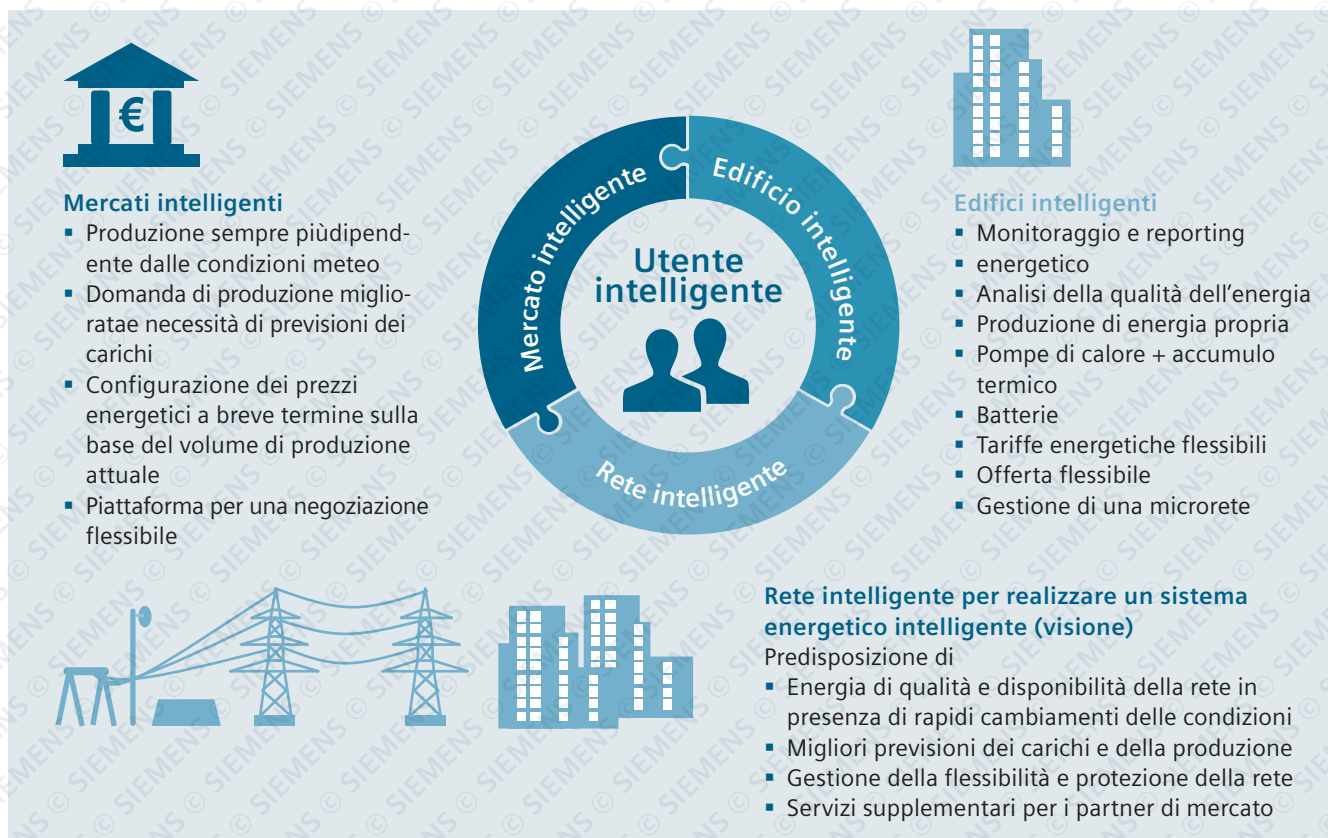 €
Mercati intelligenti
▪ Produzione sempre piùdipend-
ente dalle condizioni meteo
▪ Domanda di produzione miglio-
ratae necessità di previsioni dei
carichi
▪ Configurazione dei prezzi
energetici a breve termine sulla
base del volume di produzione
attuale
▪ Piattaforma per una negoziazione
flessibile
Mercato intelligente
Edificio intelligente
Rete intelligente
Utente
intelligente
Edifici intelligenti
▪ Monitoraggio e reporting
▪ energetico
▪ Analisi della qualità dell’energia
▪ Produzione di energia propria
▪ Pompe di calore + accumulo
termico
▪ Batterie
▪ Tariffe energetiche flessibili
▪ Offerta flessibile
▪ Gestione di una microrete
Rete intelligente per realizzare un sistema
energetico intelligente (visione)
Predisposizione di
▪ Energia di qualità e disponibilità della rete in
presenza di rapidi cambiamenti delle condizioni
▪ Migliori previsioni dei carichi e della produzione
▪ Gestione della flessibilità e protezione della rete
▪ Servizi supplementari per i partner di mercato
© SIEMENS